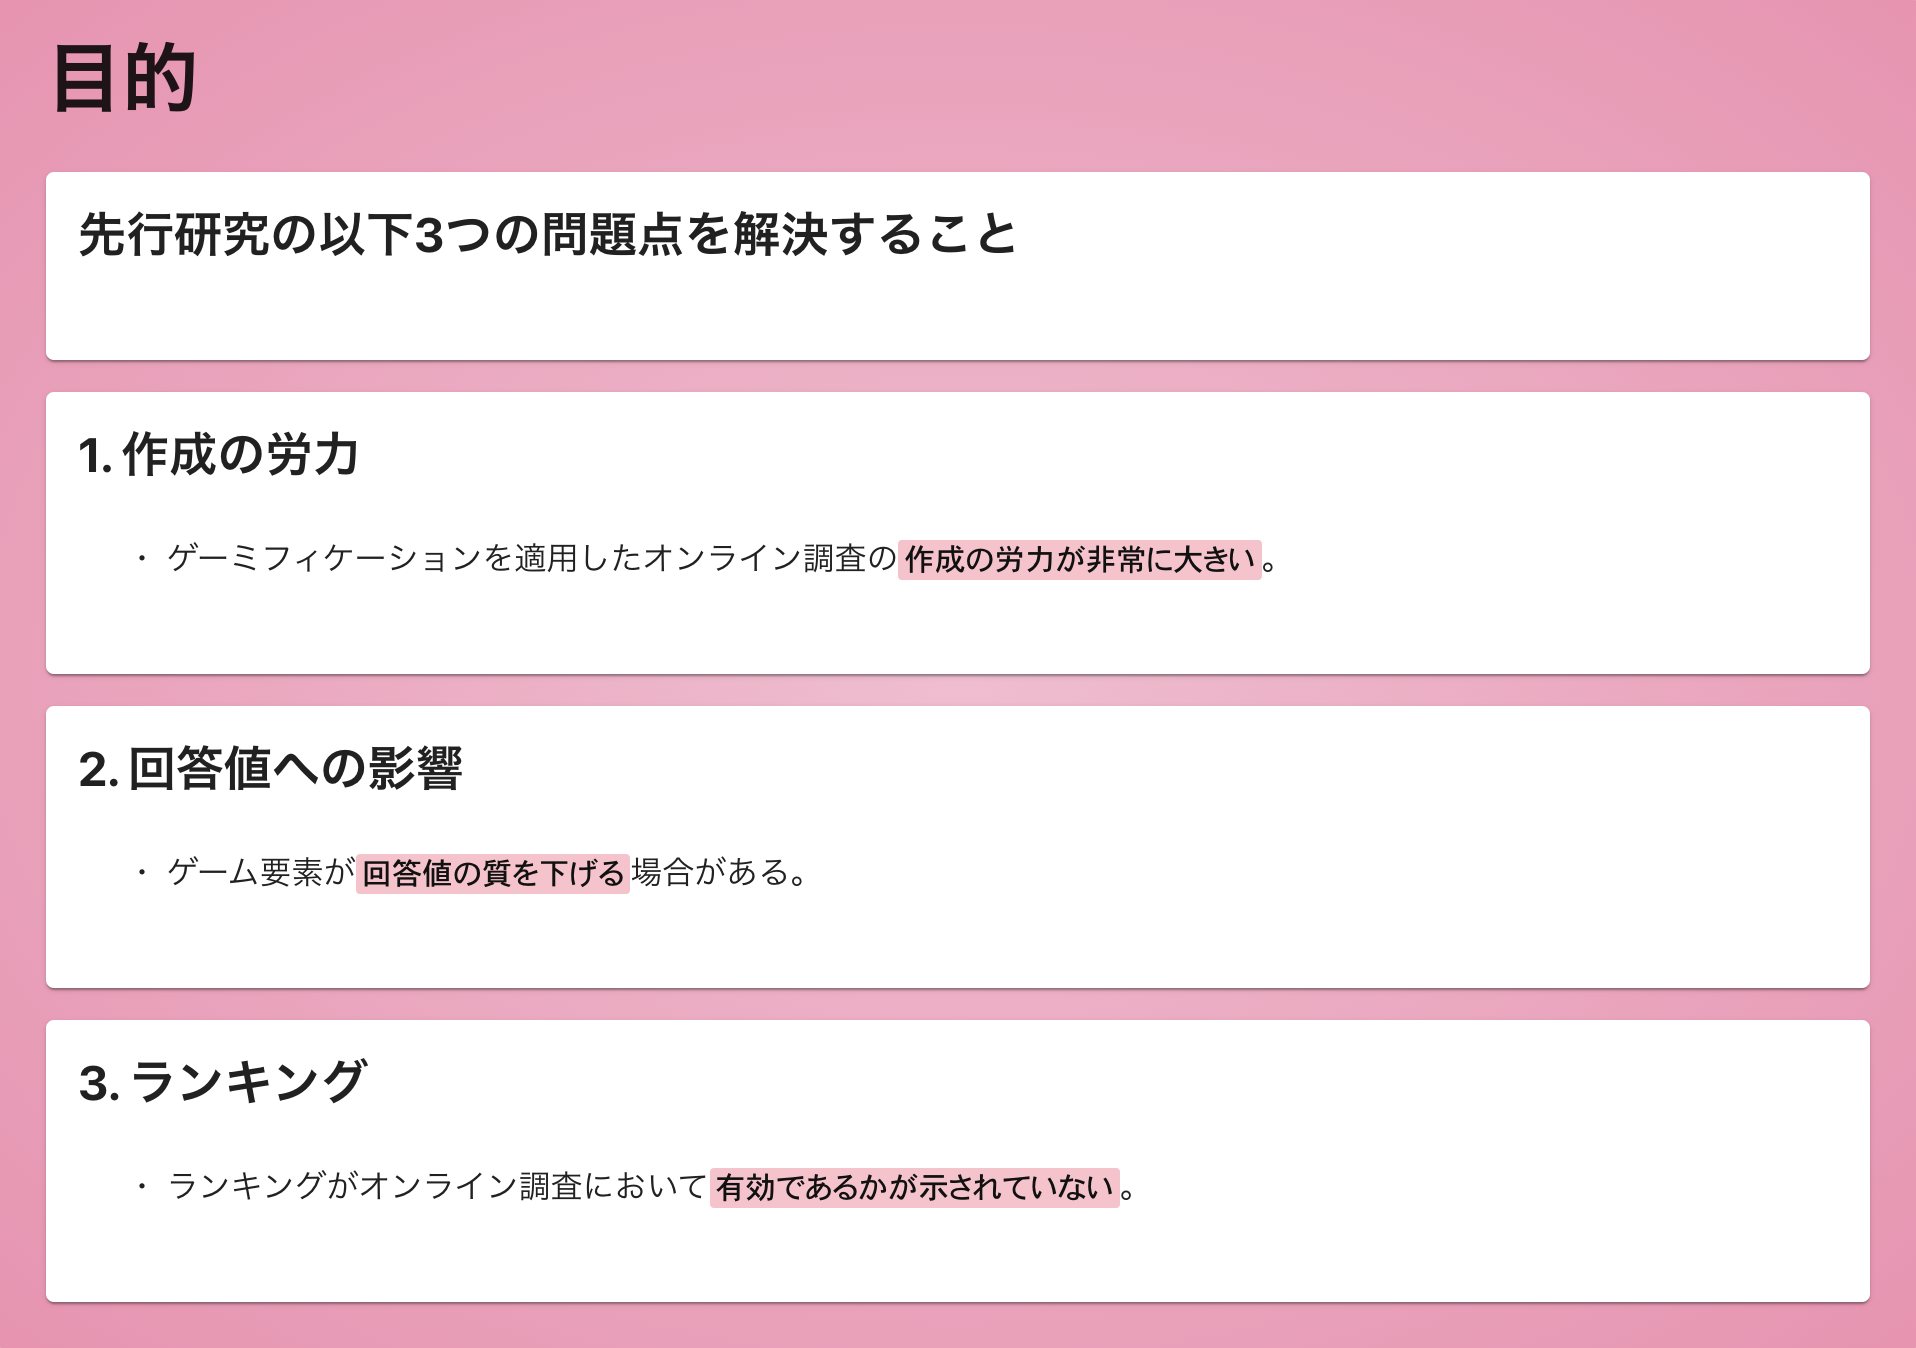 目的
先行研究の以下3つの問題点を解決すること
1. 作成の労力
・ ゲーミフィケーションを適用したオンライン調査の作成の労力が非常に大きい。
2. 回答値への影響
・ ゲーム要素が回答値の質を下げる場合がある。
3. ランキング
・ ランキングがオンライン調査において有効であるかが示されていない。